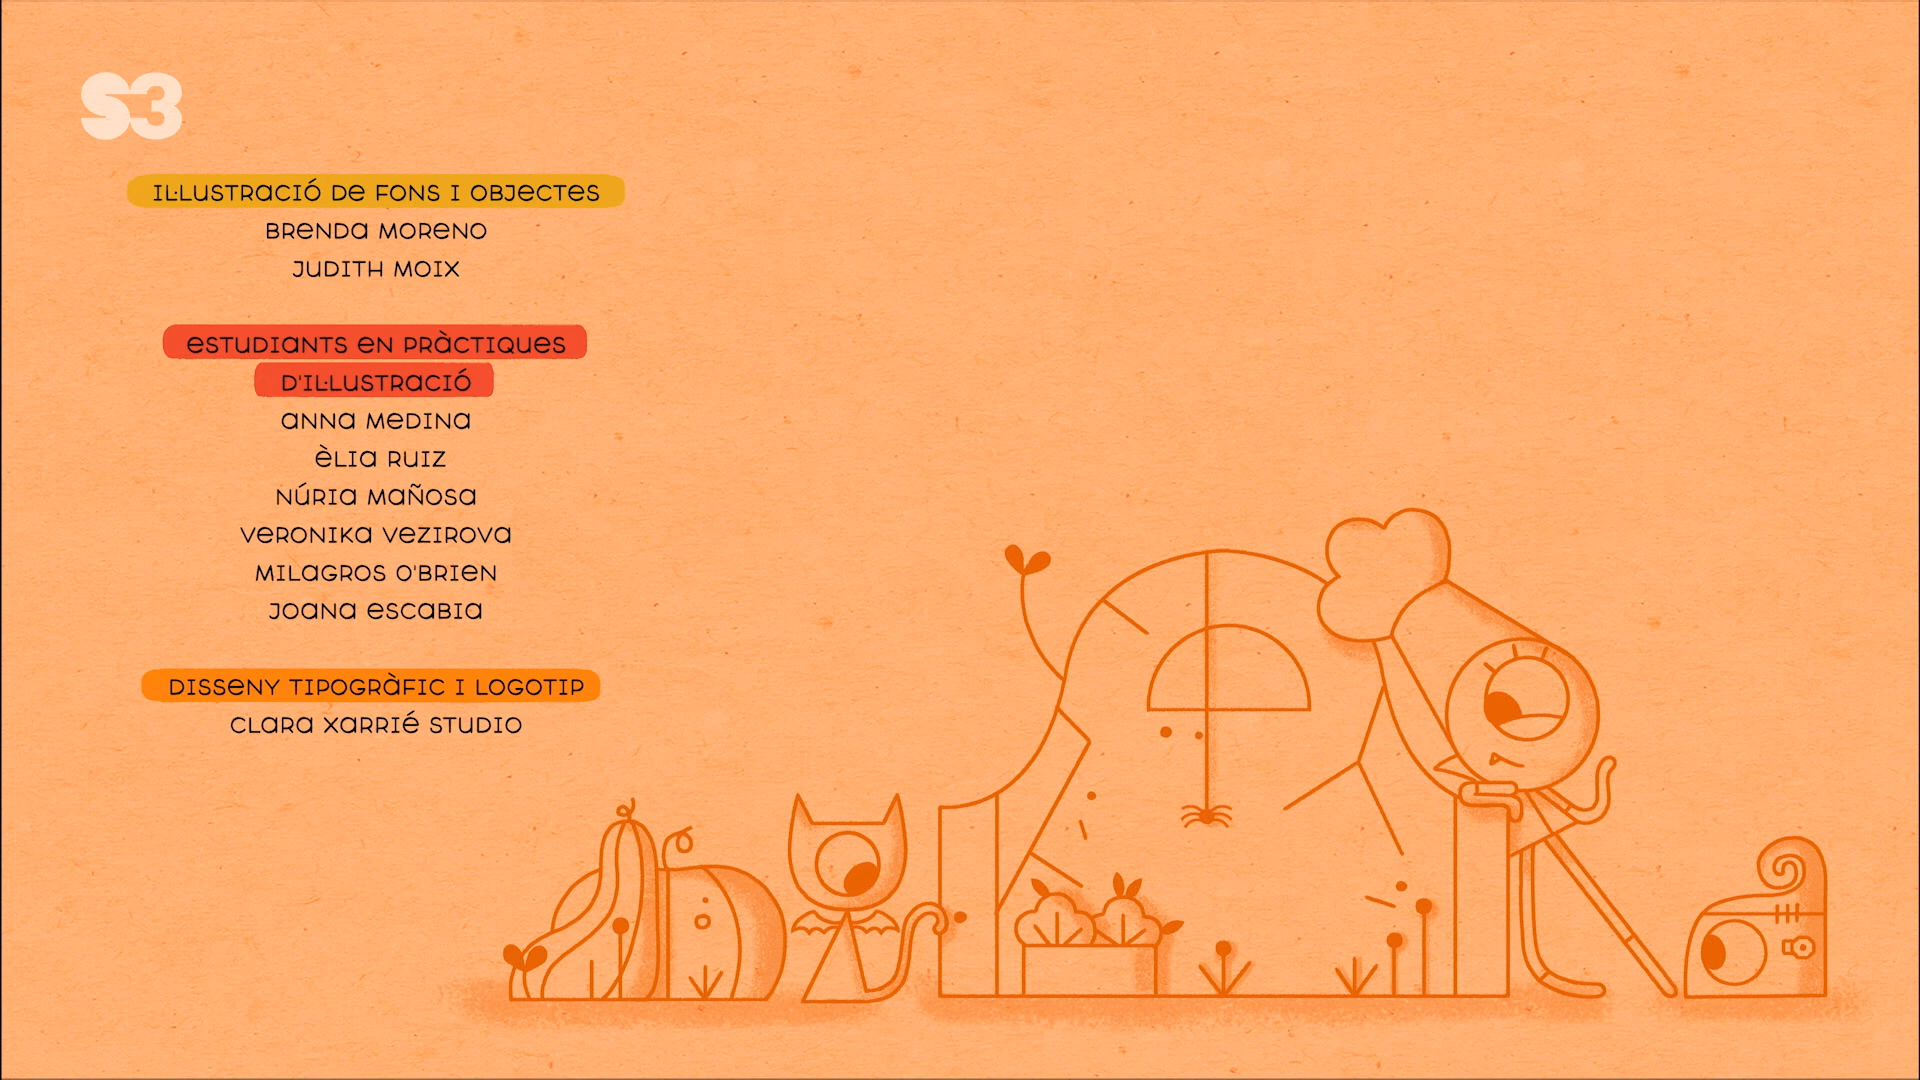 S3
IL·LUSTRACIÓ DE FONS I OBJECTES
BRENDA MORENO
JUDITH MOIX
ESTUDIANTS EN PRÀCTIQUES
D'IL·LUSTRACIÓ
ANNA MEDINA
ÈLIA RUIZ
NÚRIA MAÑOSA
VERONIKA VEZIROVA
MILAGROS O'BRIEN
JOANA ESCABIA
DISSENY TIPOGRÀFIC I LOGOTIP
CLARA XARRIÉ STUDIO